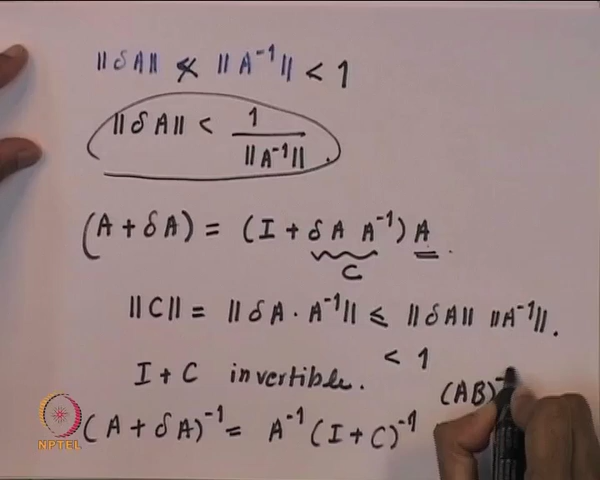 ||δA|| ||A⁻¹|| < 1
||δA|| < 1 / ||A⁻¹|| .
(A + δA) = (I + δA A⁻¹) A .
C
||C|| = ||δA · A⁻¹|| ≤ ||δA|| ||A⁻¹|| .
< 1
I + C invertible.
(AB)⁻
(A + δA)⁻¹ = A⁻¹ (I + C)⁻¹
NPTEL